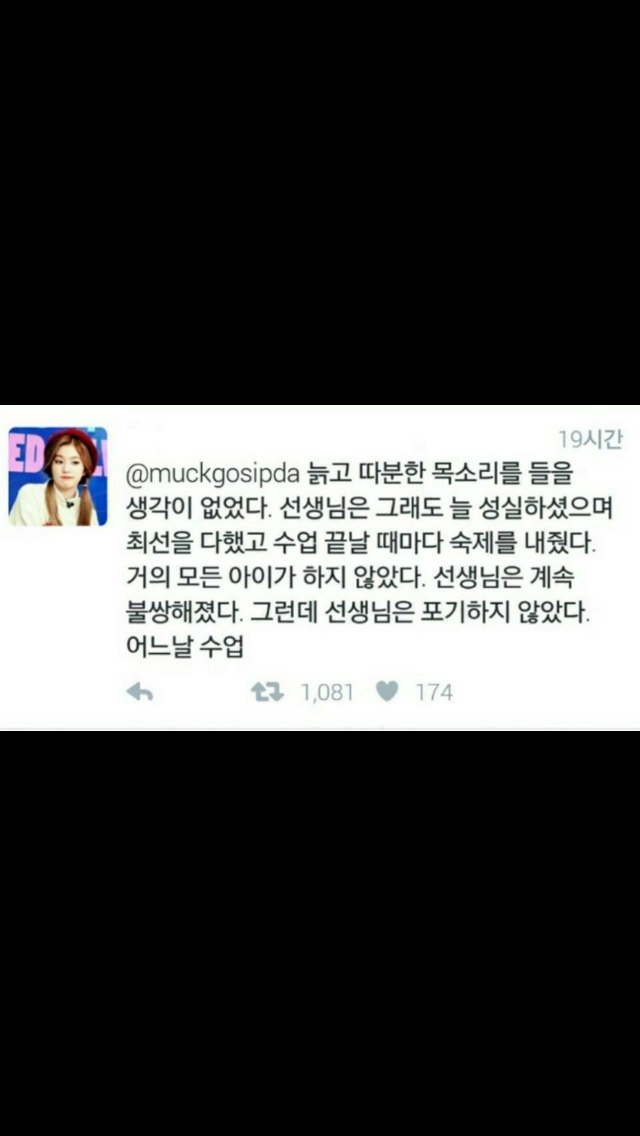 19시간
@muckgosipda 늙고 따분한 목소리를 들을
생각이 없었다. 선생님은 그래도 늘 성실하셨으며
최선을 다했고 수업 끝날 때마다 숙제를 내줬다.
거의 모든 아이가 하지 않았다. 선생님은 계속
불쌍해졌다. 그런데 선생님은 포기하지 않았다.
어느날 수업
1,081 174